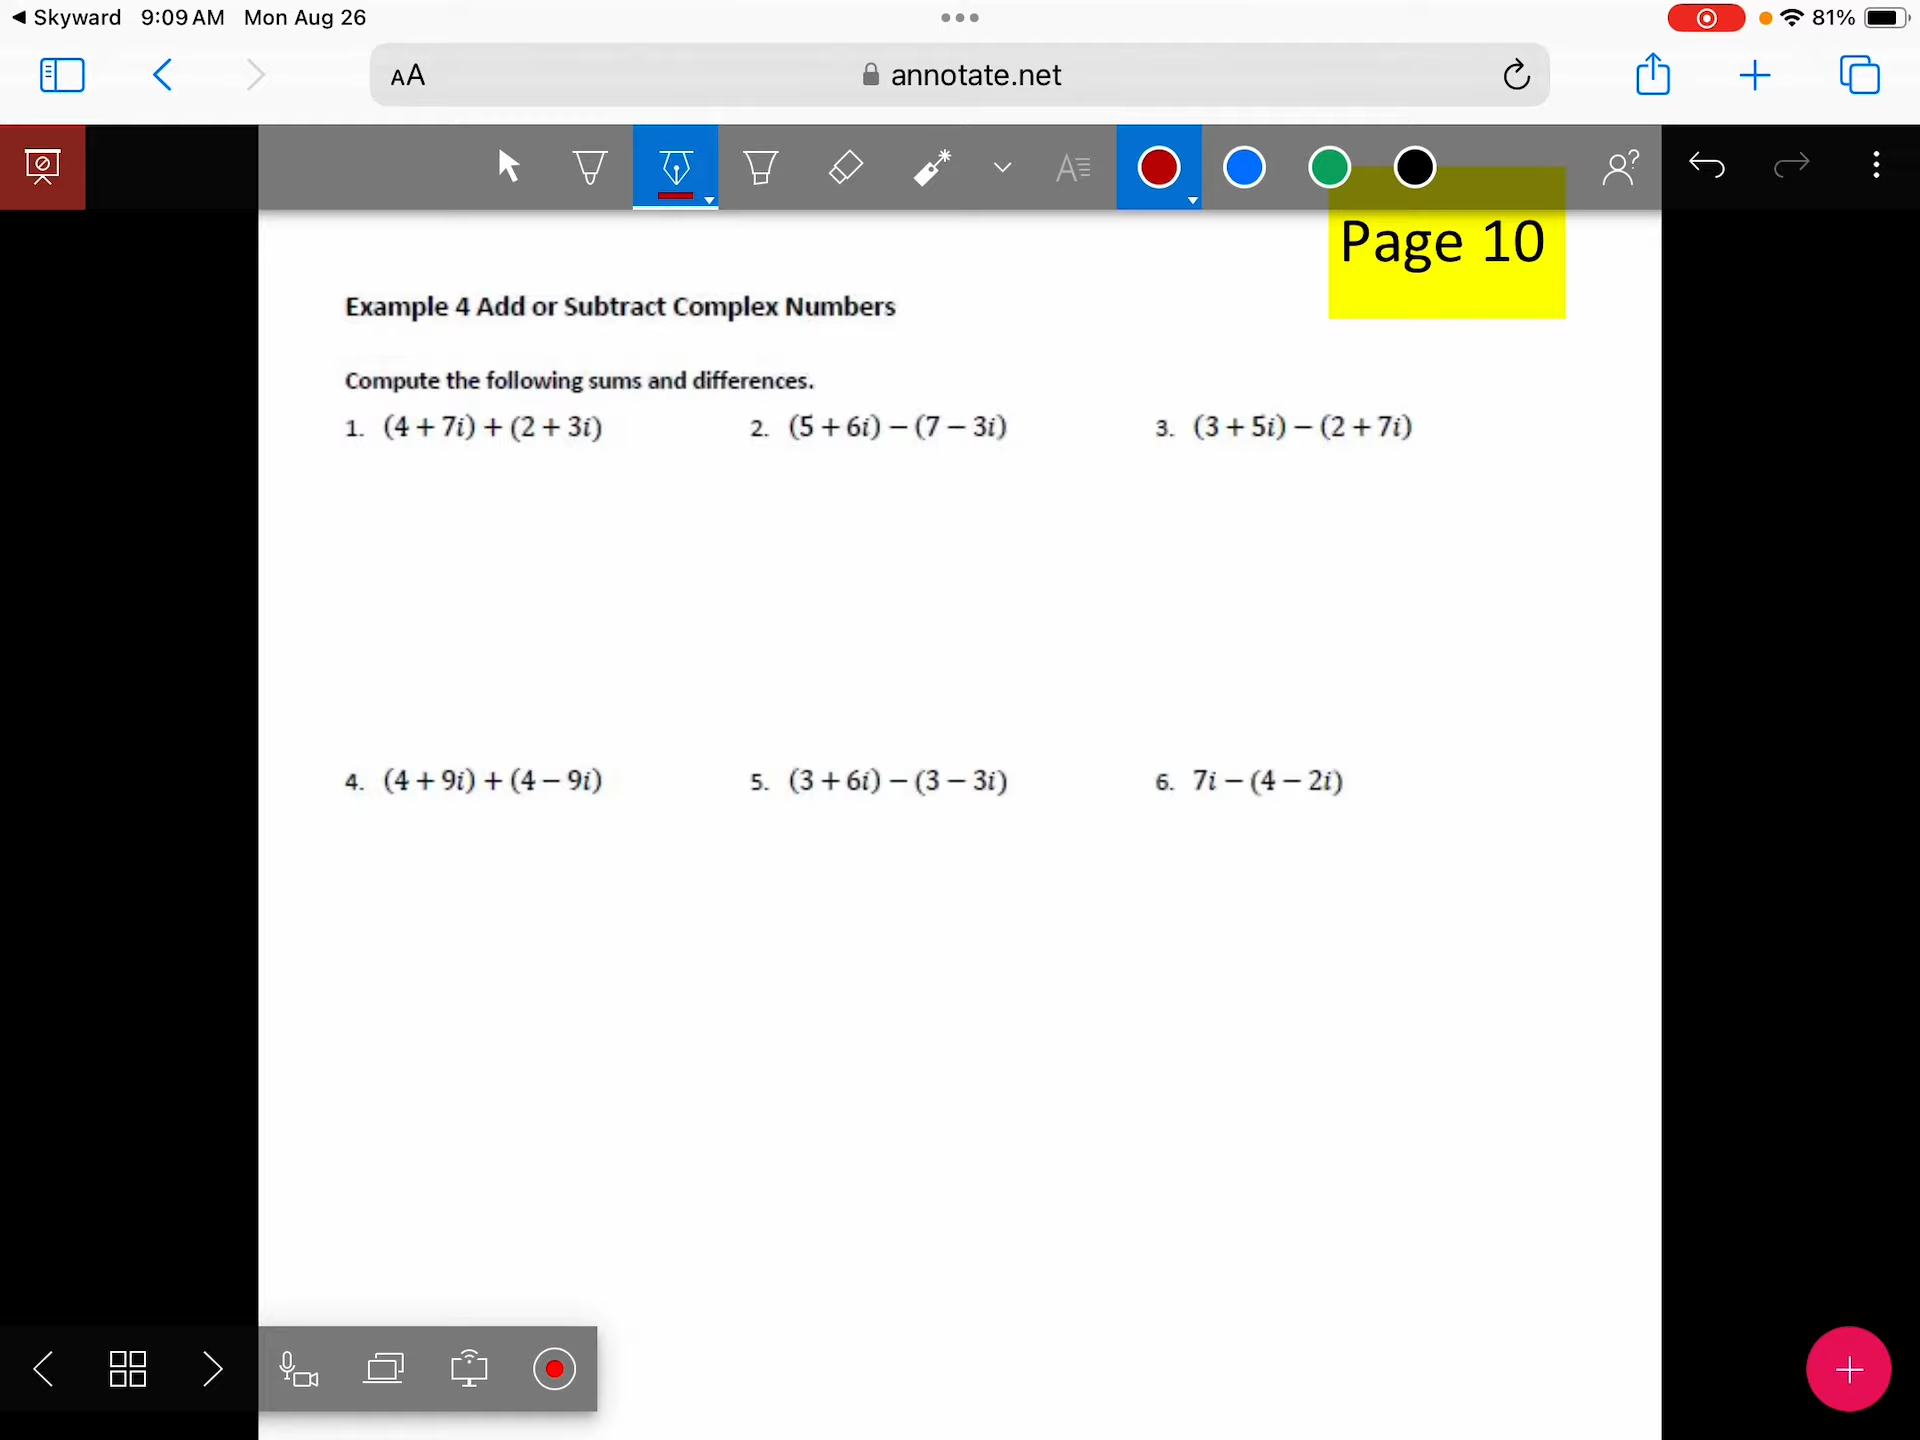 ◀ Skyward 9:09 AM Mon Aug 26
81%
AA annotate.net
Page 10
Example 4 Add or Subtract Complex Numbers
Compute the following sums and differences.
1. (4 + 7i) + (2 + 3i) 2. (5 + 6i) − (7 − 3i) 3. (3 + 5i) − (2 + 7i)
4. (4 + 9i) + (4 − 9i) 5. (3 + 6i) − (3 − 3i) 6. 7i − (4 − 2i)